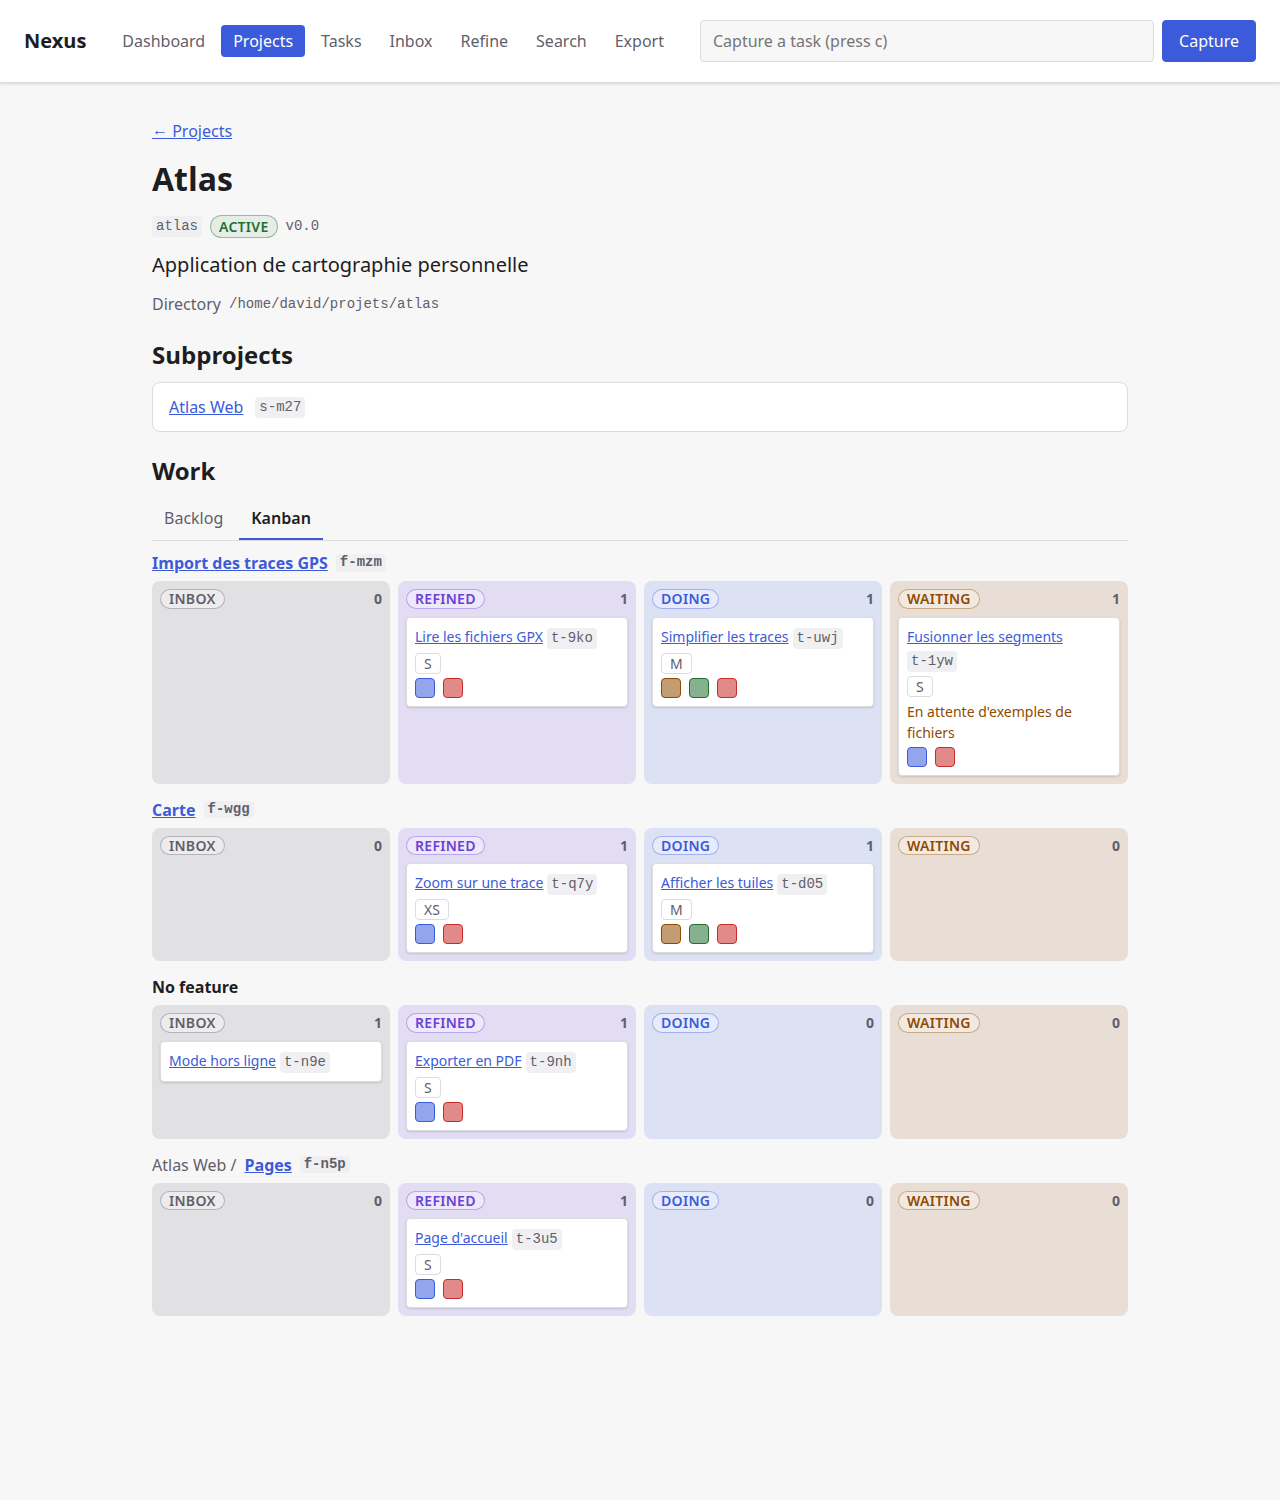 Nexus Dashboard Projects Tasks Inbox Refine Search Export Capture a task (press c) Capture
← Projects
Atlas
atlas ACTIVE v0.0
Application de cartographie personnelle
Directory /home/david/projets/atlas
Subprojects
Atlas Web s-m27
Work
Backlog Kanban
Import des traces GPS f-mzm
INBOX 0 REFINED 1 DOING 1 WAITING 1
Lire les fichiers GPX t-9ko
S
Simplifier les traces t-uwj
M
Fusionner les segments
t-1yw
S
En attente d'exemples de
fichiers
Carte f-wgg
INBOX 0 REFINED 1 DOING 1 WAITING 0
Zoom sur une trace t-q7y
XS
Afficher les tuiles t-d05
M
No feature
INBOX 1 REFINED 1 DOING 0 WAITING 0
Mode hors ligne t-n9e
Exporter en PDF t-9nh
S
Atlas Web / Pages f-n5p
INBOX 0 REFINED 1 DOING 0 WAITING 0
Page d'accueil t-3u5
S